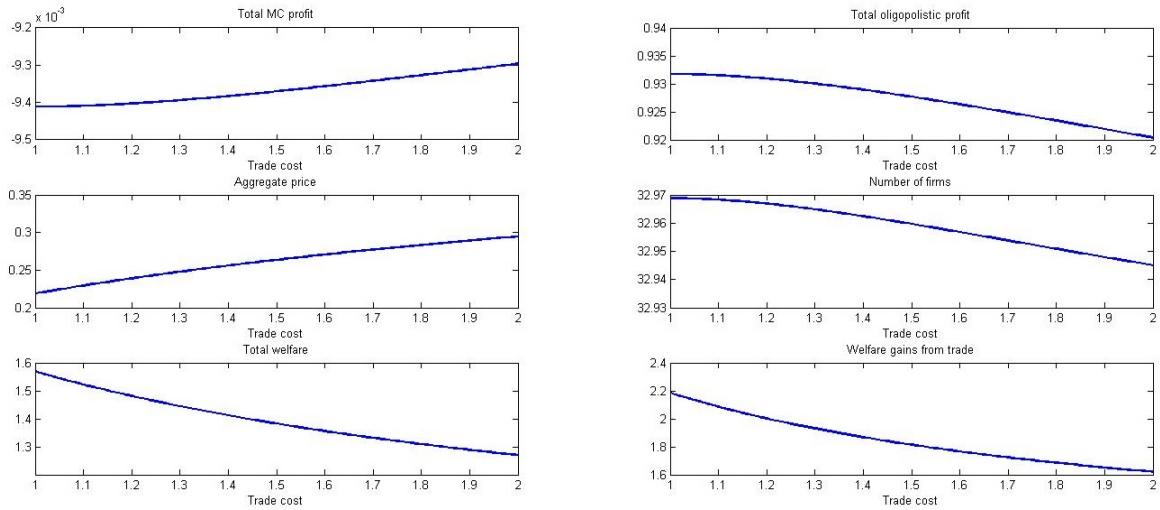 Total MC profit
x 10^-3
-9.2
-9.3
-9.4
-9.5
1 1.1 1.2 1.3 1.4 1.5 1.6 1.7 1.8 1.9 2
Trade cost
Total oligopolistic profit
0.94
0.935
0.93
0.925
0.92
1 1.1 1.2 1.3 1.4 1.5 1.6 1.7 1.8 1.9 2
Trade cost
Aggregate price
0.35
0.3
0.25
0.2
1 1.1 1.2 1.3 1.4 1.5 1.6 1.7 1.8 1.9 2
Trade cost
Number of firms
32.97
32.96
32.95
32.94
32.93
1 1.1 1.2 1.3 1.4 1.5 1.6 1.7 1.8 1.9 2
Trade cost
Total welfare
1.6
1.5
1.4
1.3
1 1.1 1.2 1.3 1.4 1.5 1.6 1.7 1.8 1.9 2
Trade cost
Welfare gains from trade
2.4
2.2
2
1.8
1.6
1 1.1 1.2 1.3 1.4 1.5 1.6 1.7 1.8 1.9 2
Trade cost